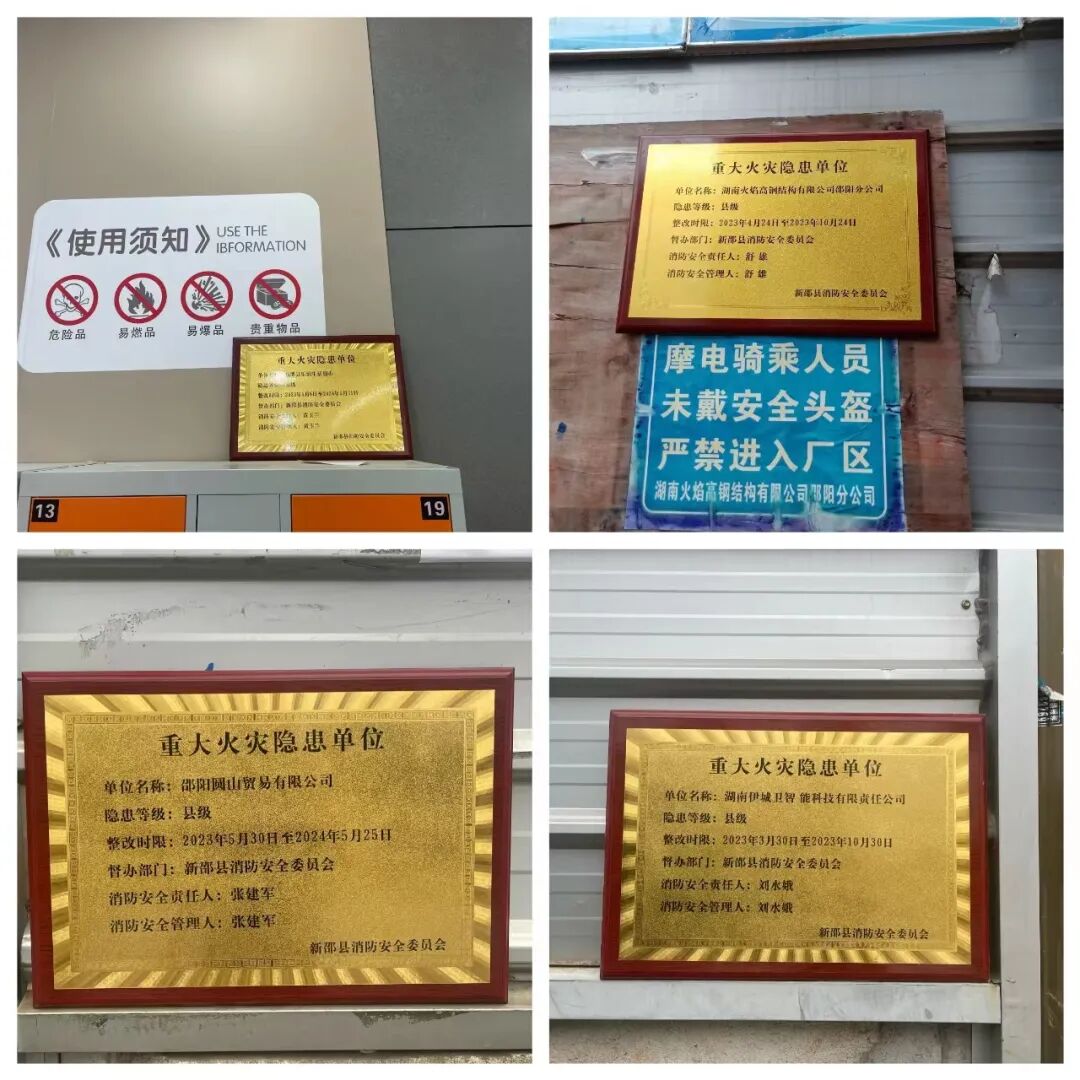 《使用须知》
USE THE
IBFORMATION
危险品
易燃品
易爆品
贵重物品
重大火灾隐患单位
督办部门：新邵县消防安全委员会
13
19
重大火灾隐患单位
单位名称：湖南火焰高钢结构有限公司邵阳分公司
隐患等级：县级
整改时限：2023年4月24日至2023年10月24日
督办部门：新邵县消防安全委员会
消防安全责任人：舒 雄
消防安全管理人：舒 雄
新邵县消防安全委员会
摩电骑乘人员
未戴安全头盔
严禁进入厂区
湖南火焰高钢结构有限公司邵阳分公司
重大火灾隐患单位
单位名称：邵阳圆山贸易有限公司
隐患等级：县级
整改时限：2023年5月30日至2024年5月25日
督办部门：新邵县消防安全委员会
消防安全责任人：张建军
消防安全管理人：张建军
新邵县消防安全委员会
重大火灾隐患单位
单位名称：湖南伊城卫智 能科技有限责任公司
隐患等级：县级
整改时限：2023年3月30日至2023年10月30日
督办部门：新邵县消防安全委员会
消防安全责任人：刘水娥
消防安全管理人：刘水娥
新邵县消防安全委员会